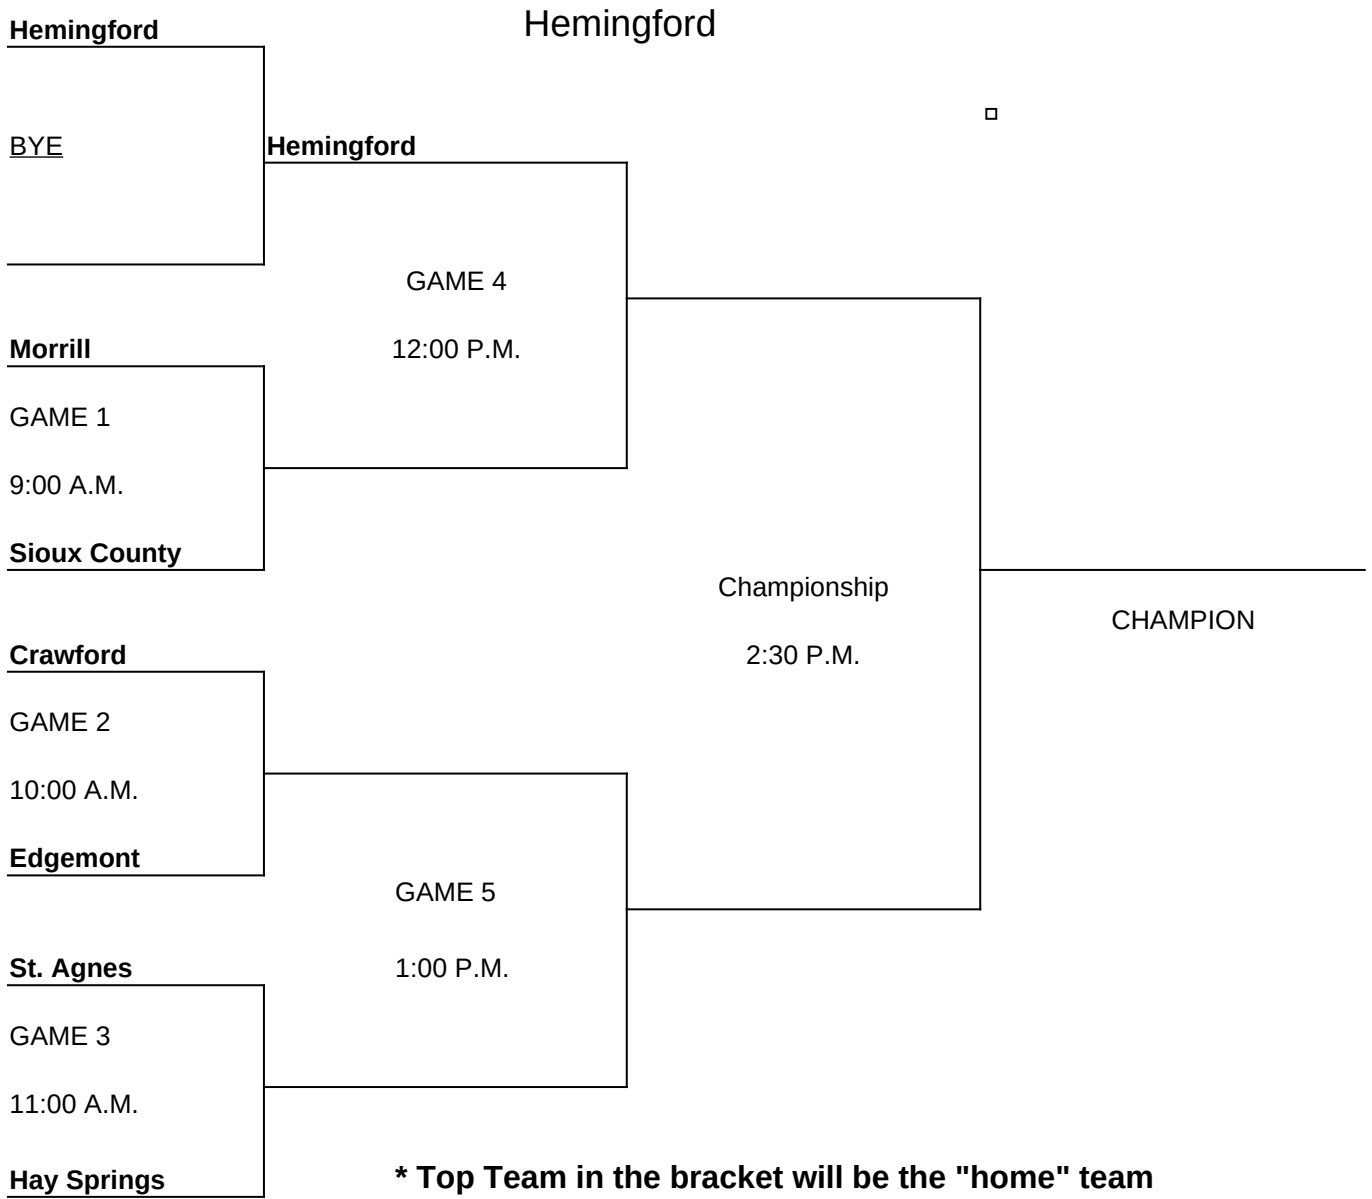 Hemingford
Hemingford
BYE
Hemingford
GAME 4
12:00 P.M.
Morrill
GAME 1
9:00 A.M.
Sioux County
Championship
2:30 P.M.
CHAMPION
Crawford
GAME 2
10:00 A.M.
Edgemont
GAME 5
1:00 P.M.
St. Agnes
GAME 3
11:00 A.M.
Hay Springs
* Top Team in the bracket will be the "home" team